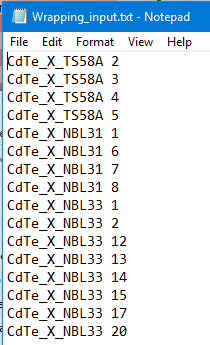 Wrapping_input.txt - Notepad
File Edit Format View Help
CdTe_X_TS58A 2
CdTe_X_TS58A 3
CdTe_X_TS58A 4
CdTe_X_TS58A 5
CdTe_X_NBL31 1
CdTe_X_NBL31 6
CdTe_X_NBL31 7
CdTe_X_NBL31 8
CdTe_X_NBL33 1
CdTe_X_NBL33 2
CdTe_X_NBL33 12
CdTe_X_NBL33 13
CdTe_X_NBL33 14
CdTe_X_NBL33 15
CdTe_X_NBL33 17
CdTe_X_NBL33 20